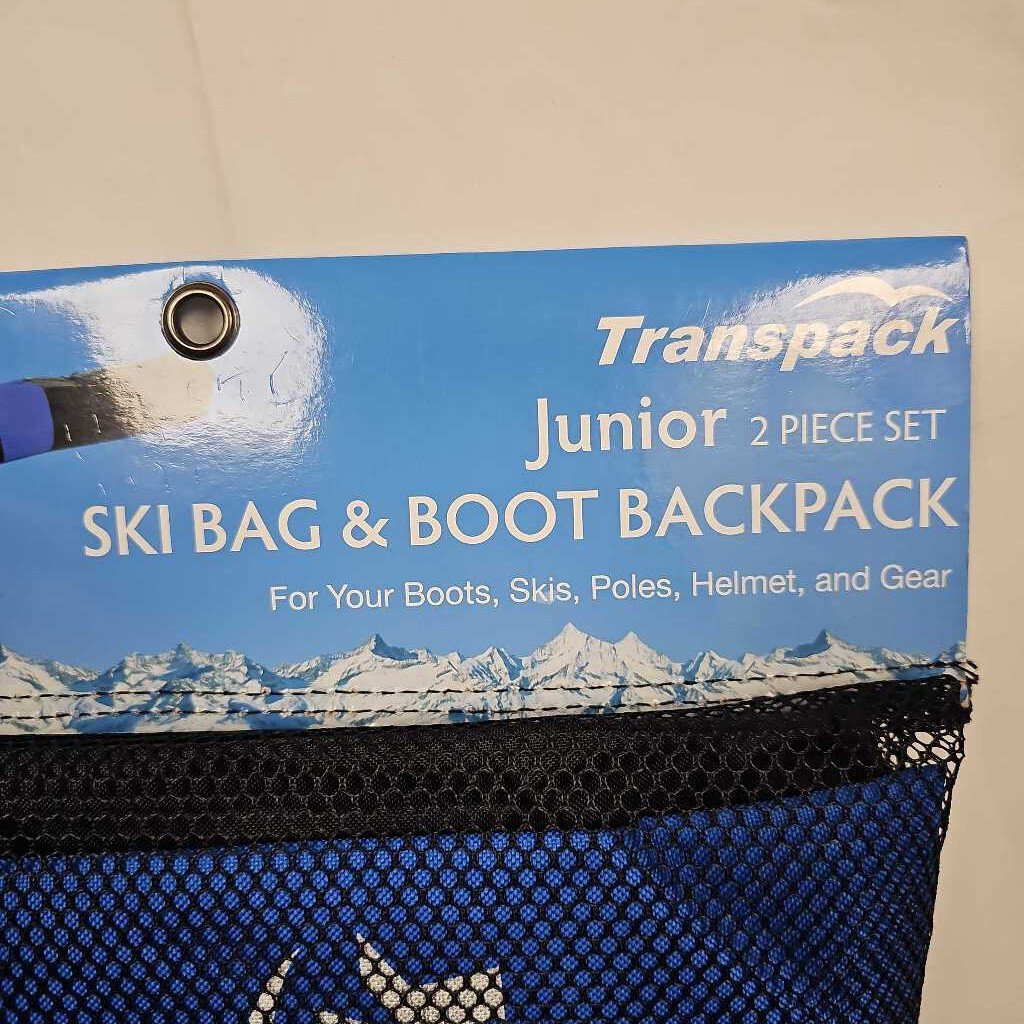 Transpack
Junior 2 PIECE SET
SKI BAG & BOOT BACKPACK
For Your Boots, Skis, Poles, Helmet, and Gear